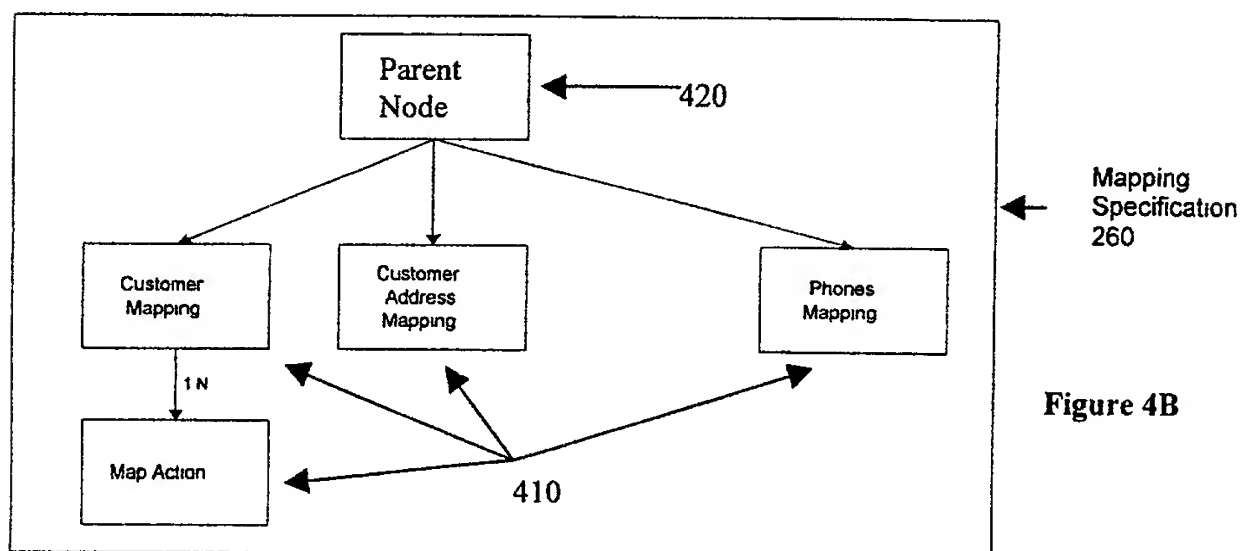 Parent
Node
420
Mapping
Specification
260
Customer
Mapping
Customer
Address
Mapping
Phones
Mapping
1 N
Figure 4B
Map Action
410